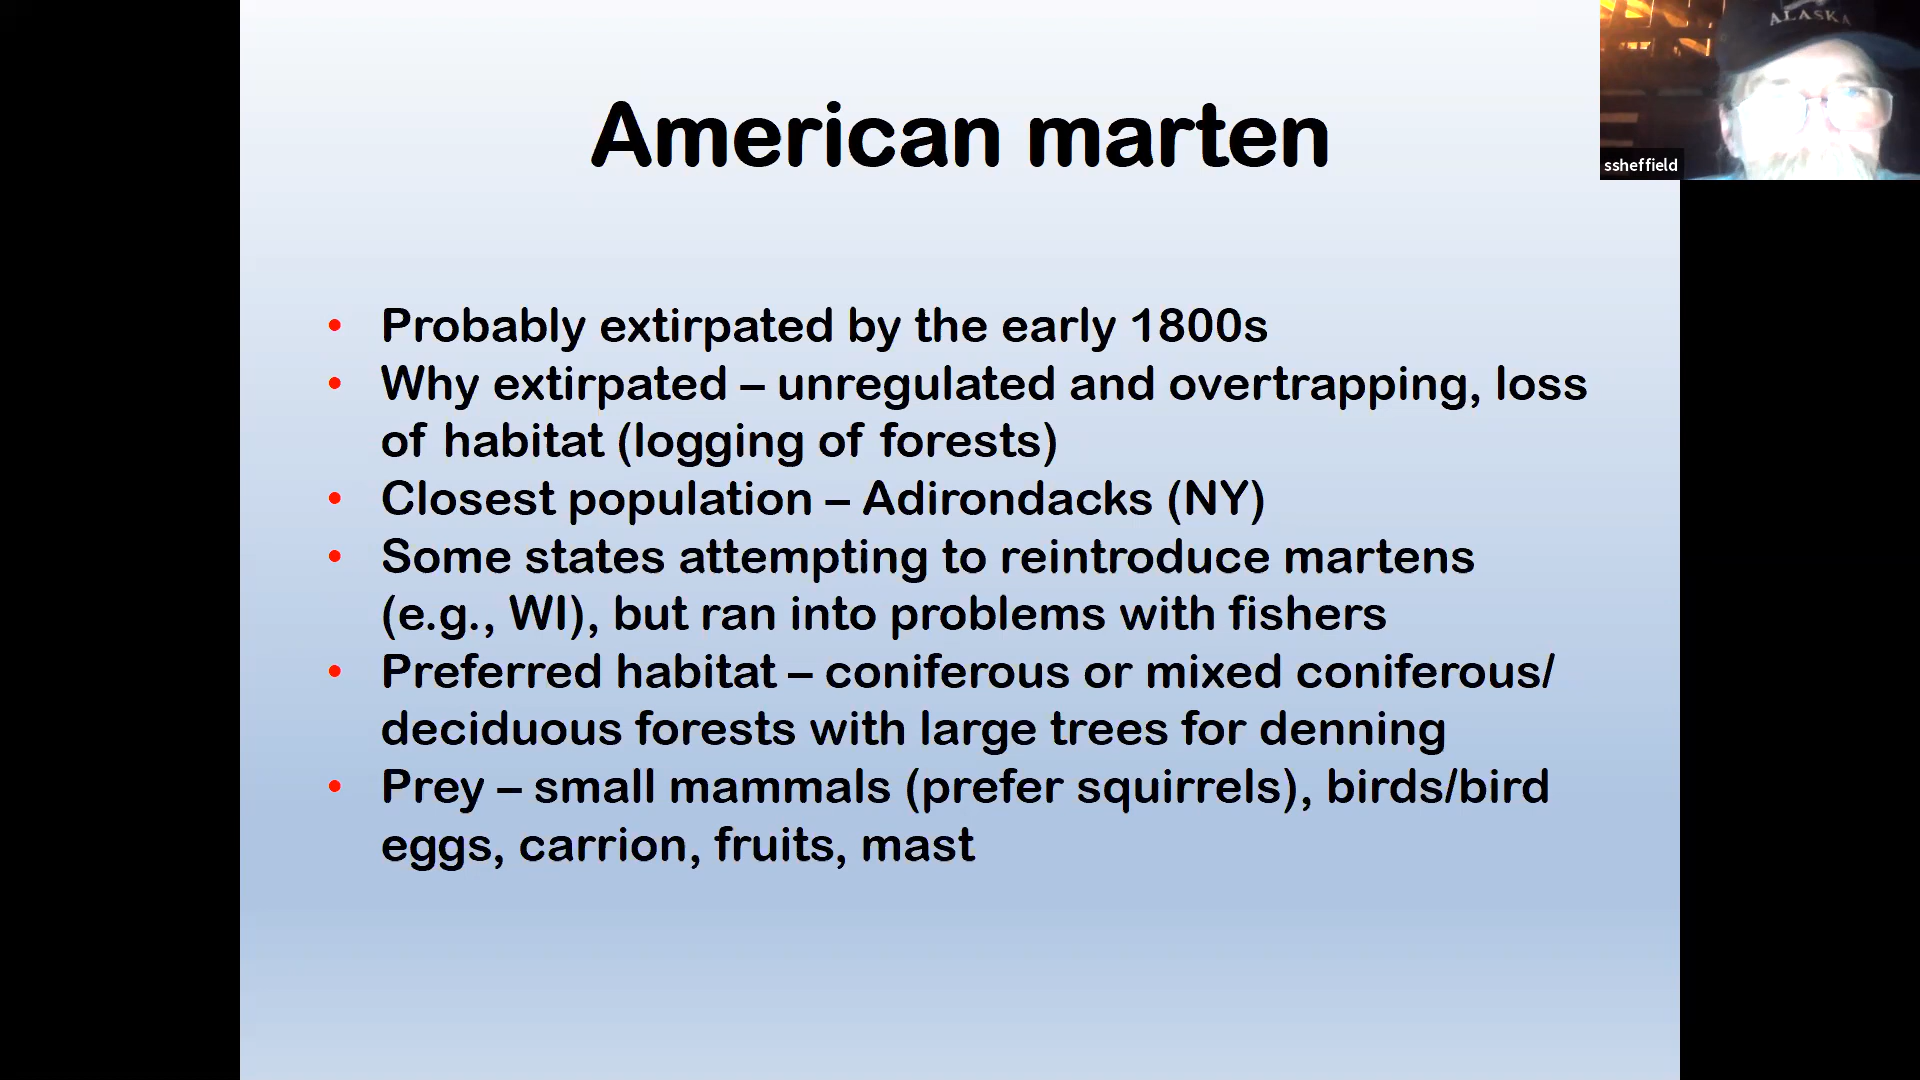 ALASKA
ssheffield
American marten
• Probably extirpated by the early 1800s
• Why extirpated – unregulated and overtrapping, loss
of habitat (logging of forests)
• Closest population – Adirondacks (NY)
• Some states attempting to reintroduce martens
(e.g., WI), but ran into problems with fishers
• Preferred habitat – coniferous or mixed coniferous/
deciduous forests with large trees for denning
• Prey – small mammals (prefer squirrels), birds/bird
eggs, carrion, fruits, mast